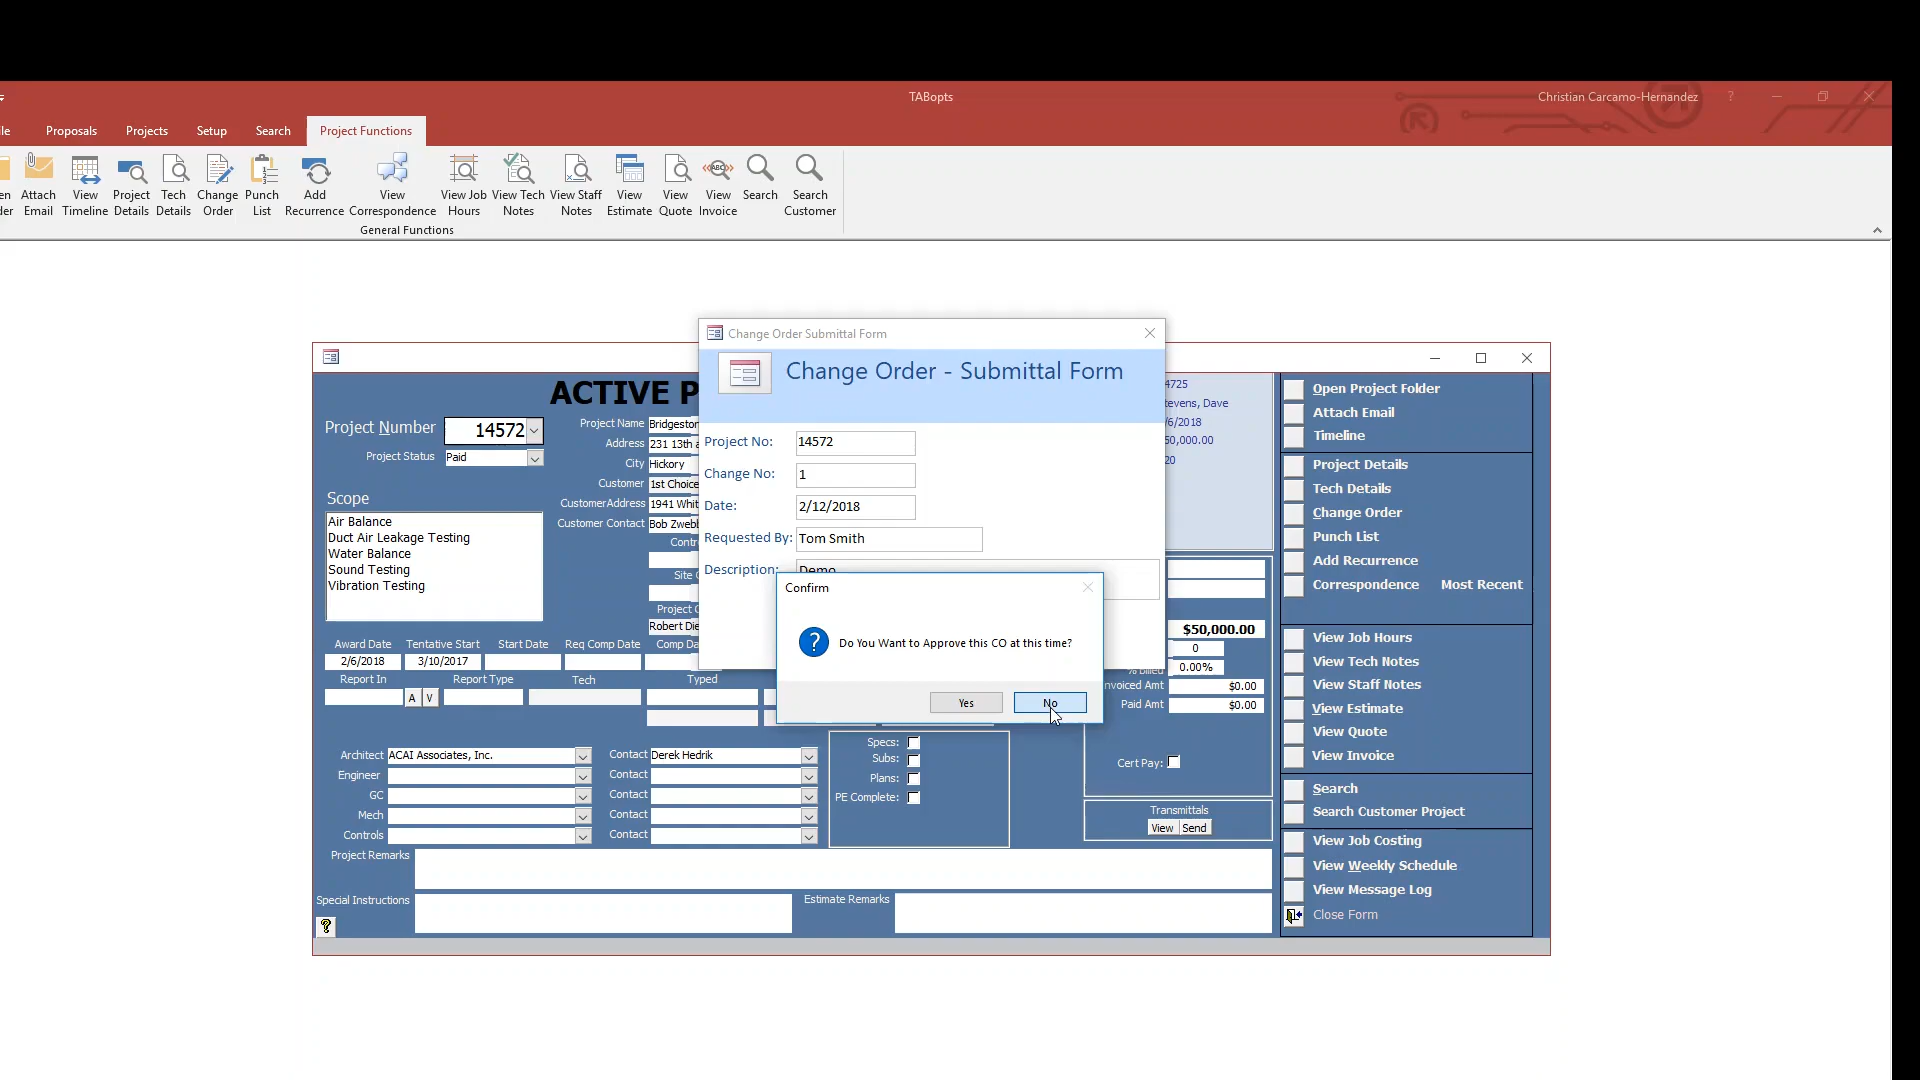 TABopts
Christian Carcamo-Hernandez ?
Proposals Projects Setup Search Project Functions
Attach Email
View Timeline
Project Details
Tech Details
Change Order
Punch List
Add Recurrence
View Correspondence
View Job Hours
View Tech Notes
View Staff Notes
View Estimate
View Quote
View Invoice
Search
Search Customer
General Functions
Change Order Submittal Form
Change Order - Submittal Form
Project No: 14572
Change No: 1
Date: 2/12/2018
Requested By: Tom Smith
Description: Demo
Confirm
Do You Want to Approve this CO at this time?
Yes No
ACTIVE P
Project Number 14572
Project Status Paid
Scope
Air Balance
Duct Air Leakage Testing
Water Balance
Sound Testing
Vibration Testing
Project Name Bridgeston
Address 231 13th a
City Hickory
Customer 1st Choice
CustomerAddress 1941 Whit
Customer Contact Bob Zwebb
Contr
Site C
Project C
Robert Die
4725
tevens, Dave
/6/2018
50,000.00
20
$50,000.00
0
% Billed 0.00%
nvoiced Amt $0.00
Paid Amt $0.00
Award Date Tentative Start Start Date Req Comp Date Comp Da
2/6/2018 3/10/2017
Report In Report Type Tech Typed
A V
Architect ACAI Associates, Inc. Contact Derek Hedrik
Engineer Contact
GC Contact
Mech Contact
Controls Contact
Specs:
Subs:
Plans:
PE Complete:
Cert Pay:
Transmittals
View Send
Project Remarks
Special Instructions Estimate Remarks
?
Open Project Folder
Attach Email
Timeline
Project Details
Tech Details
Change Order
Punch List
Add Recurrence
Correspondence Most Recent
View Job Hours
View Tech Notes
View Staff Notes
View Estimate
View Quote
View Invoice
Search
Search Customer Project
View Job Costing
View Weekly Schedule
View Message Log
Close Form